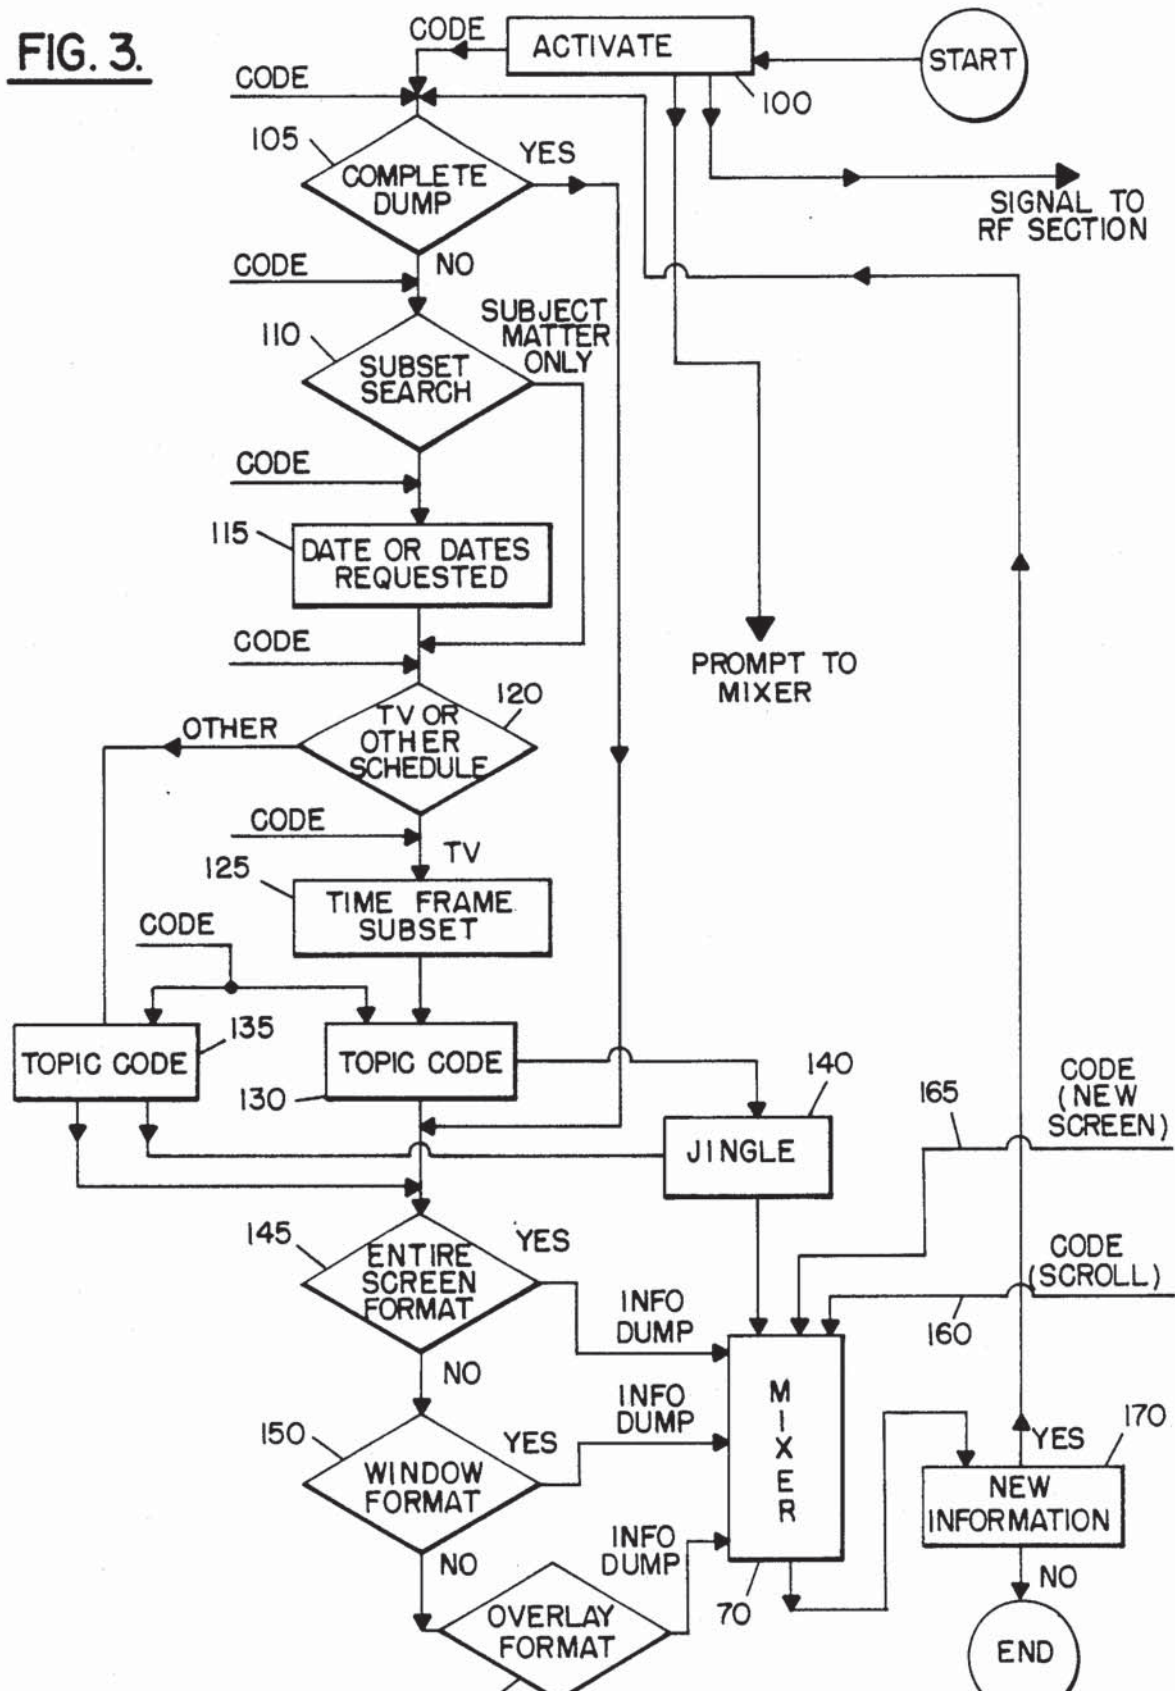 FIG. 3.
CODE
ACTIVATE
START
100
CODE
105
COMPLETE
DUMP
YES
SIGNAL TO
RF SECTION
NO
CODE
110
SUBSET
SEARCH
SUBJECT
MATTER
ONLY
CODE
115
DATE OR DATES
REQUESTED
CODE
PROMPT TO
MIXER
120
TV OR
OTHER
SCHEDULE
OTHER
CODE
TV
125
TIME FRAME
SUBSET
CODE
TOPIC CODE
135
TOPIC CODE
130
140
JINGLE
165
CODE
(NEW
SCREEN)
145
ENTIRE
SCREEN
FORMAT
YES
INFO
DUMP
CODE
(SCROLL)
160
NO
150
WINDOW
FORMAT
YES
INFO
DUMP
MIXER
70
YES
170
NEW
INFORMATION
NO
OVERLAY
FORMAT
INFO
DUMP
NO
END